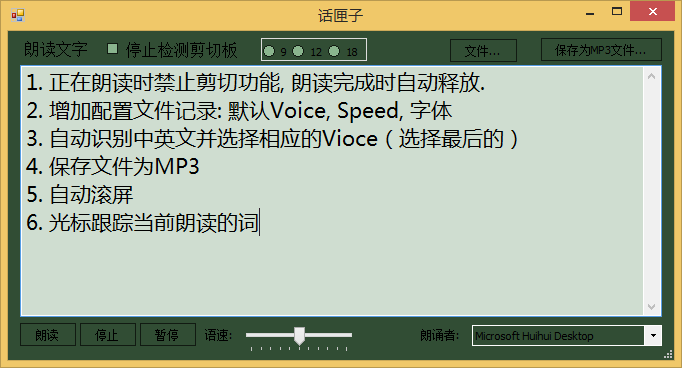 话匣子
朗读文字 停止检测剪切板 9 12 18 文件... 保存为MP3文件...
1. 正在朗读时禁止剪切功能, 朗读完成时自动释放.
2. 增加配置文件记录: 默认Voice, Speed, 字体
3. 自动识别中英文并选择相应的Vioce（选择最后的）
4. 保存文件为MP3
5. 自动滚屏
6. 光标跟踪当前朗读的词
朗读 停止 暂停 语速: 朗诵者: Microsoft Huihui Desktop